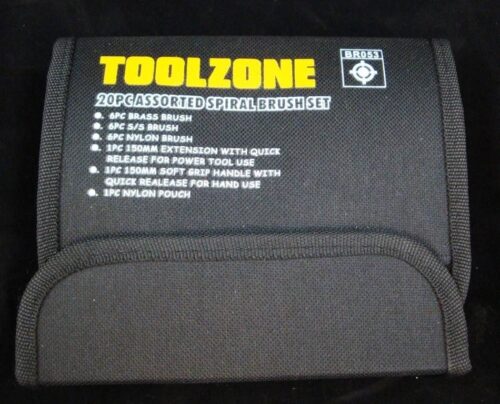 TOOLZONE
BR053
20PC ASSORTED SPIRAL BRUSH SET
6PC BRASS BRUSH
6PC S/S BRUSH
6PC NYLON BRUSH
1PC 150MM EXTENSION WITH QUICK
RELEASE FOR POWER TOOL USE
1PC 150MM SOFT GRIP HANDLE WITH
QUICK REALEASE FOR HAND USE
1PC NYLON POUCH